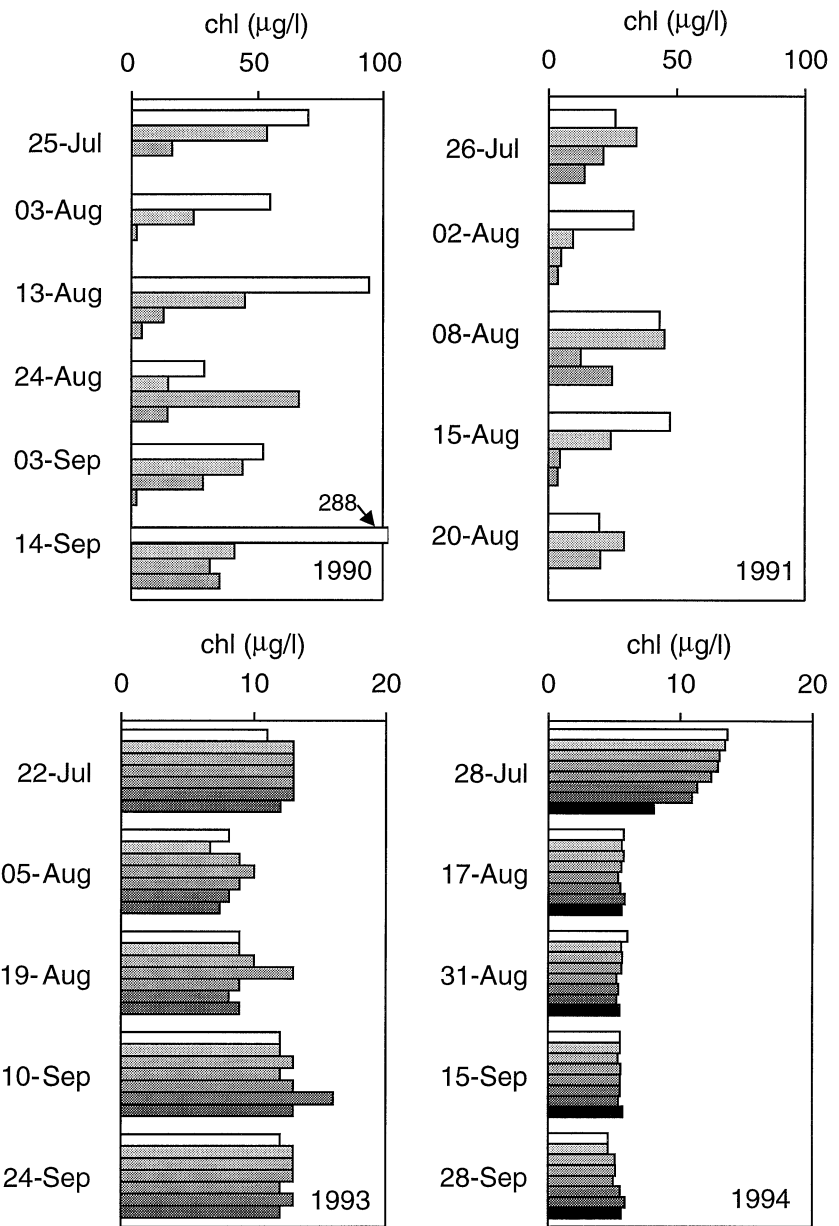 chl (µg/l)
0 50 100
25-Jul
03-Aug
13-Aug
24-Aug
03-Sep
288
14-Sep
1990
chl (µg/l)
0 50 100
26-Jul
02-Aug
08-Aug
15-Aug
20-Aug
1991
chl (µg/l)
0 10 20
22-Jul
05-Aug
19-Aug
10-Sep
24-Sep
1993
chl (µg/l)
0 10 20
28-Jul
17-Aug
31-Aug
15-Sep
28-Sep
1994